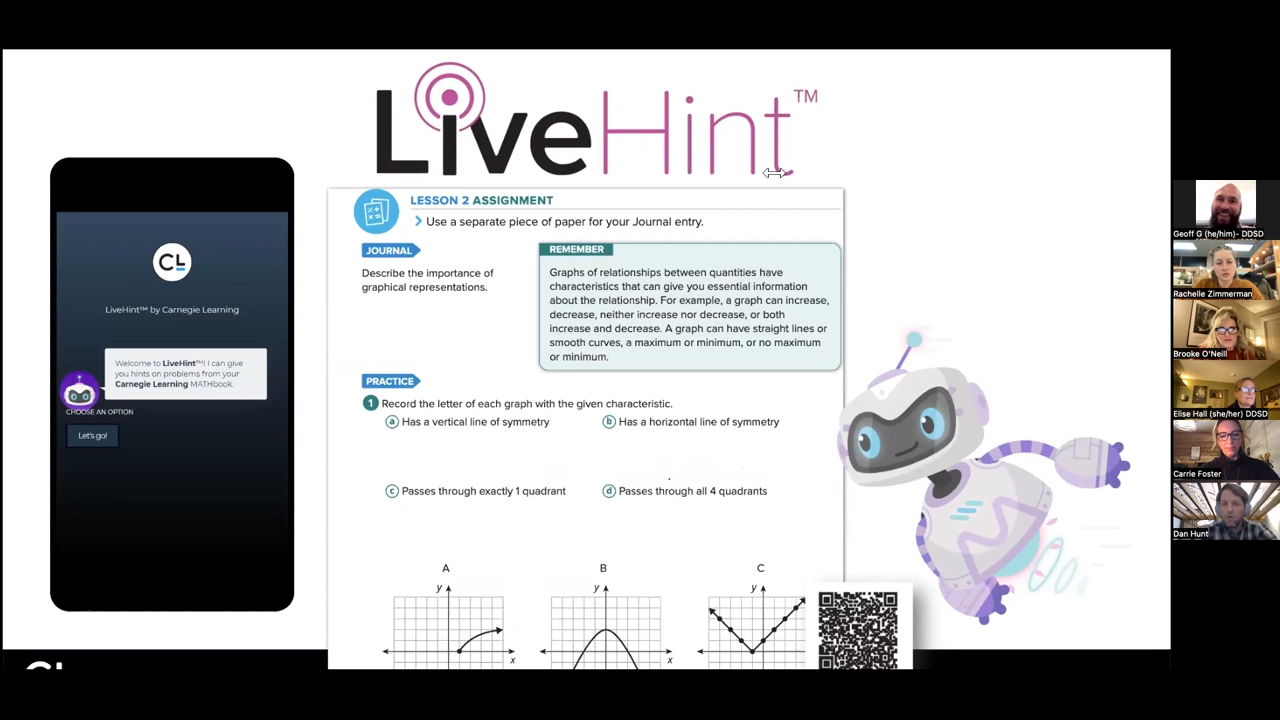 LiveHint™
CL
LiveHint™ by Carnegie Learning
Welcome to LiveHint™! I can give
you hints on problems from your
Carnegie Learning MATHbook.
CHOOSE AN OPTION
Let's go!
LESSON 2 ASSIGNMENT
Use a separate piece of paper for your Journal entry.
JOURNAL
Describe the importance of
graphical representations.
REMEMBER
Graphs of relationships between quantities have
characteristics that can give you essential information
about the relationship. For example, a graph can increase,
decrease, neither increase nor decrease, or both
increase and decrease. A graph can have straight lines or
smooth curves, a maximum or minimum, or no maximum
or minimum.
PRACTICE
1 Record the letter of each graph with the given characteristic.
a Has a vertical line of symmetry
b Has a horizontal line of symmetry
c Passes through exactly 1 quadrant
d Passes through all 4 quadrants
A
B
C
y
y
y
x
x
x
Geoff G (he/him)- DDSD
Rachelle Zimmerman
Brooke O'Neill
Elise Hall (she/her) DDSD
Carrie Foster
Dan Hunt